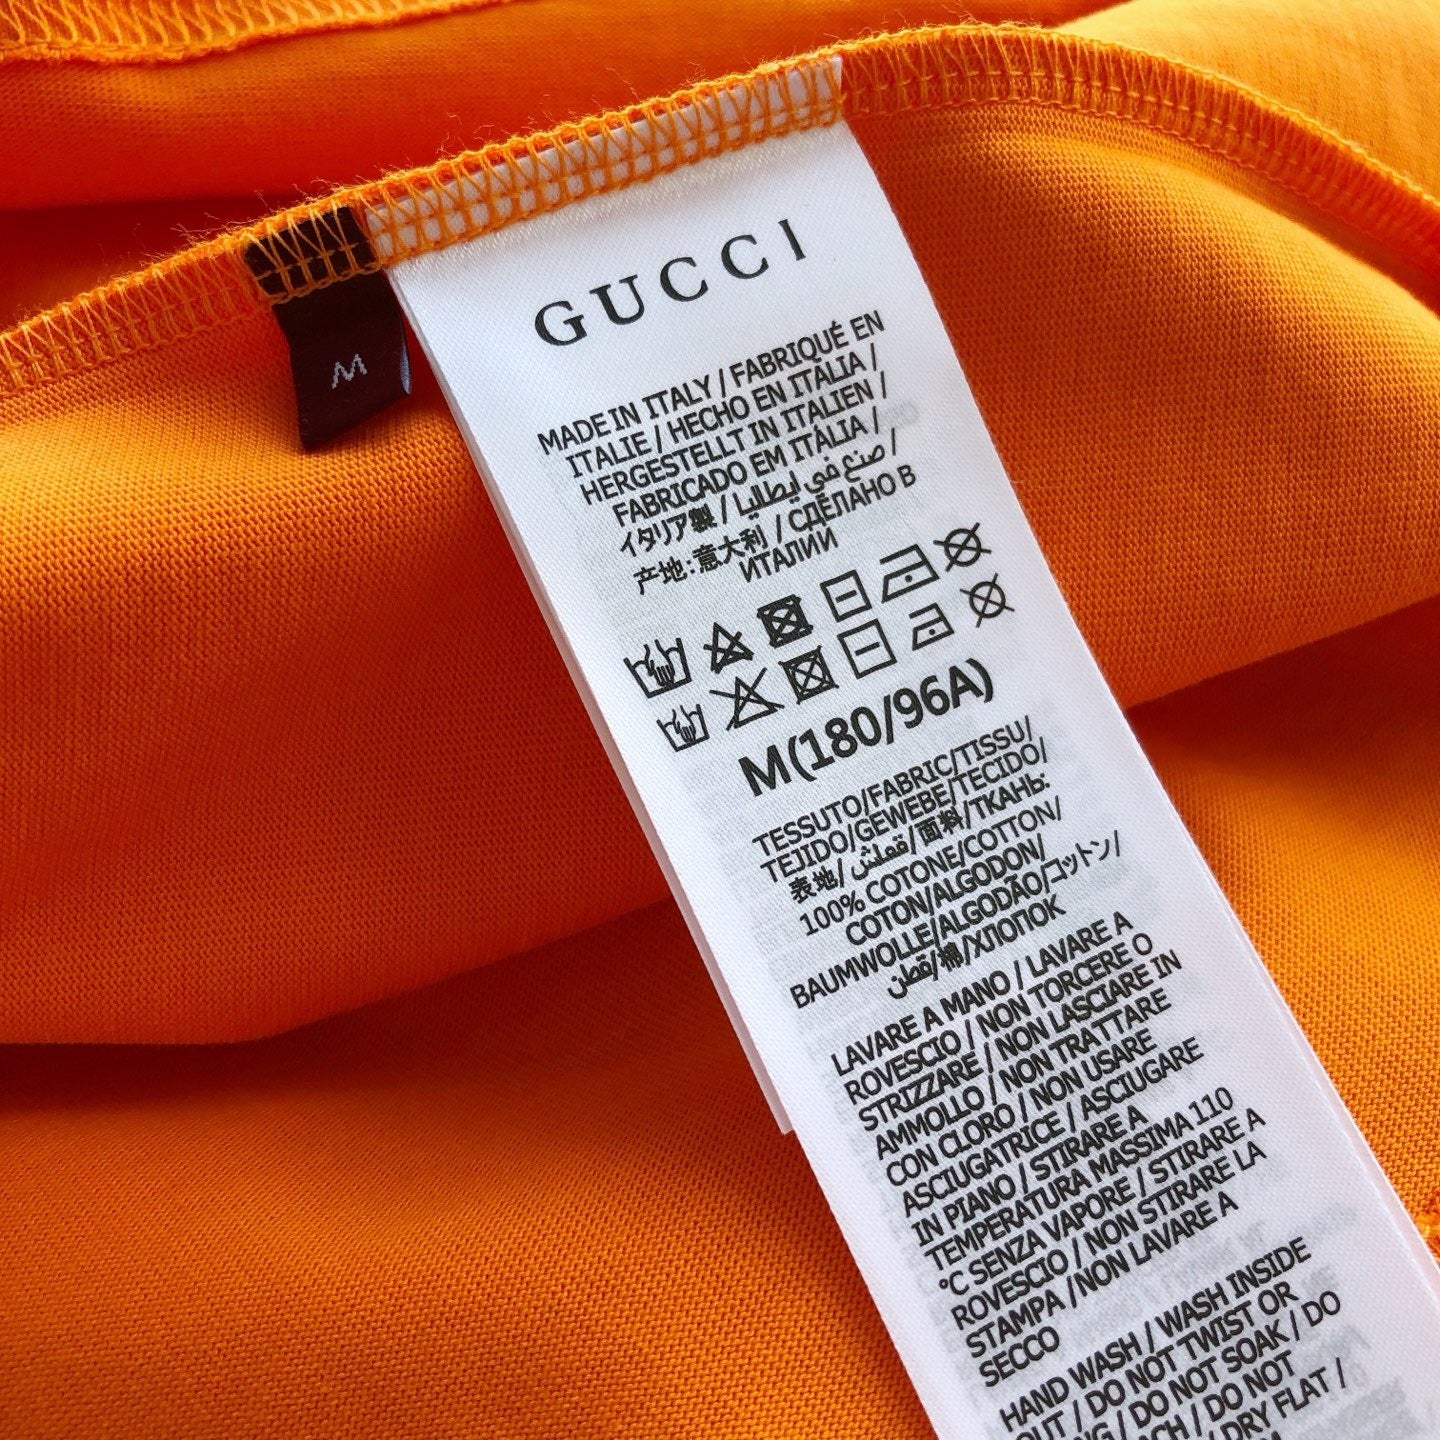 M
GUCCI
MADE IN ITALY / FABRIQUÉ EN
ITALIE / HECHO EN ITALIA /
HERGESTELLT IN ITALIEN /
FABRICADO EM ITÀLIA /
イタリア製 / صنع في ايطاليا /
产地:意大利 / СДЕЛАНО В
ИТАЛИИ
M(180/96A)
TESSUTO/FABRIC/TISSU/
TEJIDO/GEWEBE/TECIDO/
表地/قماش/面料/ТКАНЬ:
100% COTONE/COTTON/
COTON/ALGODON/
BAUMWOLLE/ALGODÃO/コットン/
قطن/棉/ХЛОПОК
LAVARE A MANO / LAVARE A
ROVESCIO / NON TORCERE O
STRIZZARE / NON LASCIARE IN
AMMOLLO / NON TRATTARE
CON CLORO / NON USARE
ASCIUGATRICE / ASCIUGARE
IN PIANO / STIRARE A
TEMPERATURA MASSIMA 110
°C SENZA VAPORE / STIRARE A
ROVESCIO / NON STIRARE LA
STAMPA /NON LAVARE A
SECCO
HAND WASH / WASH INSIDE
OUT / DO NOT TWIST OR
/ DO NOT SOAK / DO
/ DO NOT
/ DRY FLAT /